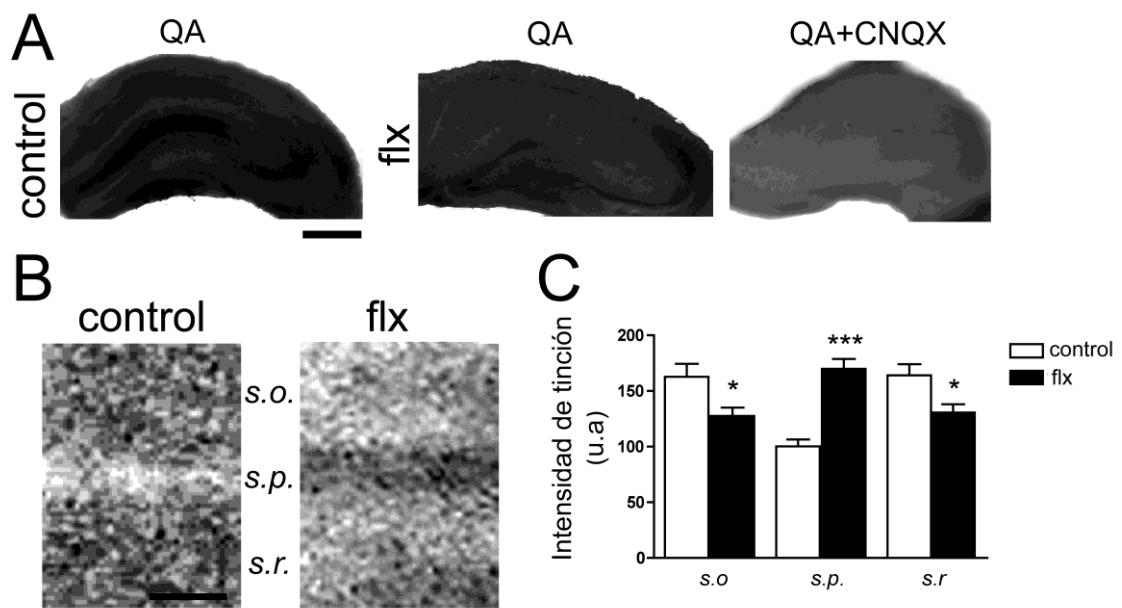 A
QA
QA
QA+CNQX
control
flx
B
control
flx
s.o.
s.p.
s.r.
C
Intensidad de tinción
(u.a)
200
150
100
50
0
*
***
*
s.o
s.p.
s.r
control
flx